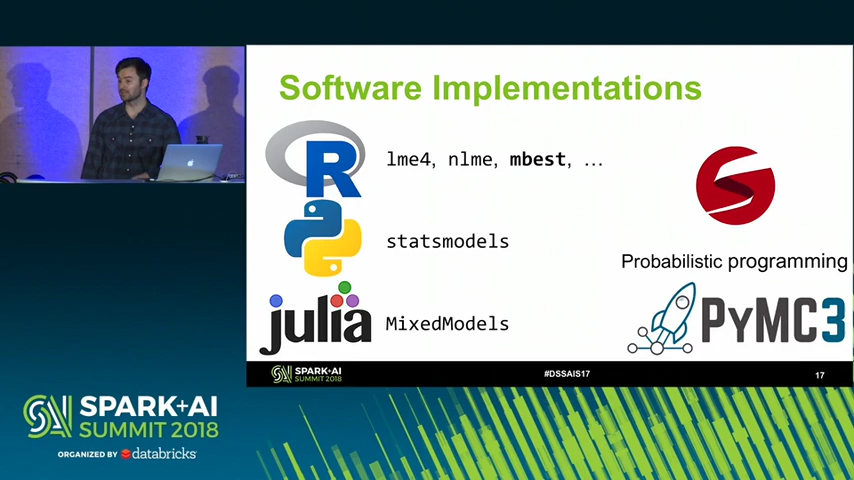 Software Implementations
R
lme4, nlme, mbest, ...
statsmodels
julia
MixedModels
S
Probabilistic programming
PyMC3
SPARK+AI
SUMMIT 2018
#DSSAIS17
17
SPARK+AI
SUMMIT 2018
ORGANIZED BY databricks